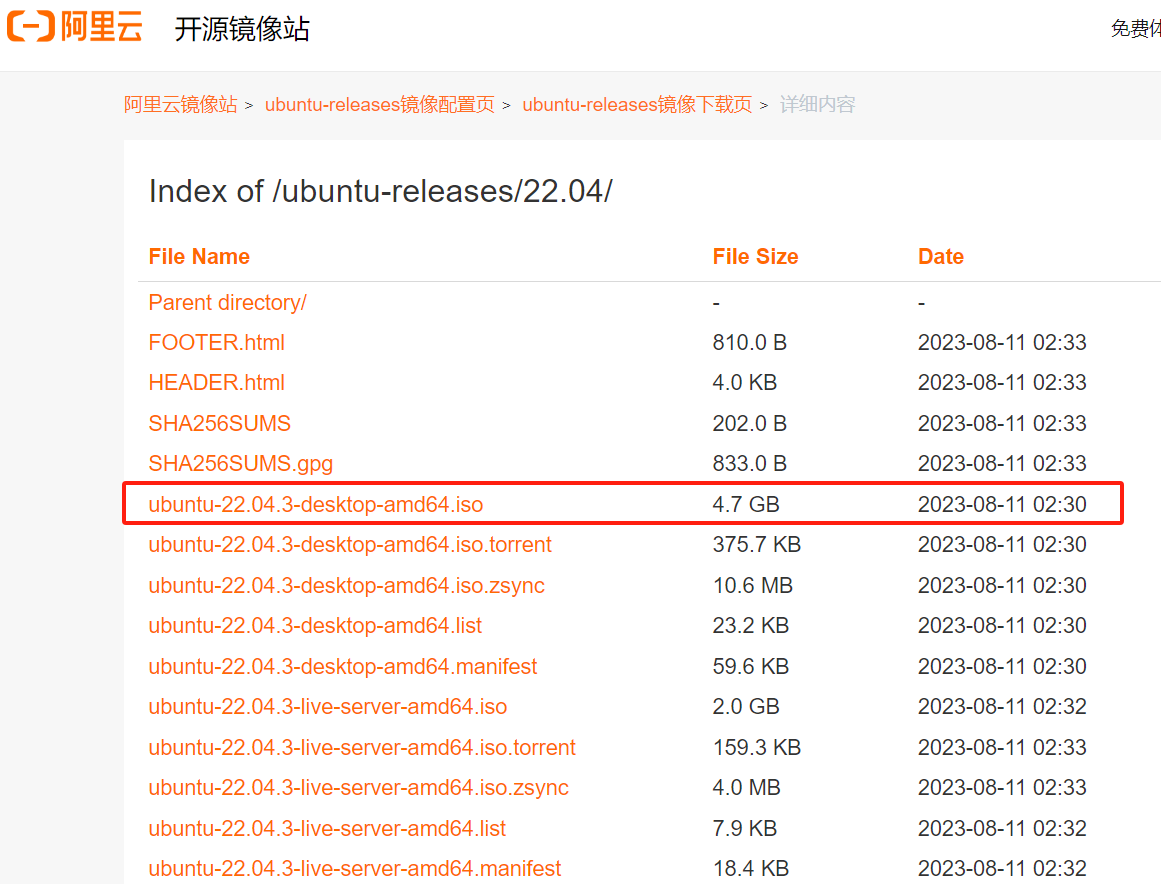 阿里云 开源镜像站 免费体
阿里云镜像站 > ubuntu-releases镜像配置页 > ubuntu-releases镜像下载页 > 详细内容
Index of /ubuntu-releases/22.04/
File Name File Size Date
Parent directory/ - -
FOOTER.html 810.0 B 2023-08-11 02:33
HEADER.html 4.0 KB 2023-08-11 02:33
SHA256SUMS 202.0 B 2023-08-11 02:33
SHA256SUMS.gpg 833.0 B 2023-08-11 02:33
ubuntu-22.04.3-desktop-amd64.iso 4.7 GB 2023-08-11 02:30
ubuntu-22.04.3-desktop-amd64.iso.torrent 375.7 KB 2023-08-11 02:30
ubuntu-22.04.3-desktop-amd64.iso.zsync 10.6 MB 2023-08-11 02:30
ubuntu-22.04.3-desktop-amd64.list 23.2 KB 2023-08-11 02:30
ubuntu-22.04.3-desktop-amd64.manifest 59.6 KB 2023-08-11 02:30
ubuntu-22.04.3-live-server-amd64.iso 2.0 GB 2023-08-11 02:32
ubuntu-22.04.3-live-server-amd64.iso.torrent 159.3 KB 2023-08-11 02:33
ubuntu-22.04.3-live-server-amd64.iso.zsync 4.0 MB 2023-08-11 02:33
ubuntu-22.04.3-live-server-amd64.list 7.9 KB 2023-08-11 02:32
ubuntu-22.04.3-live-server-amd64.manifest 18.4 KB 2023-08-11 02:32